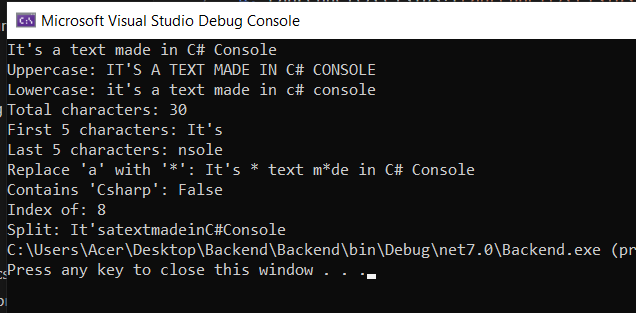 Microsoft Visual Studio Debug Console
It's a text made in C# Console
Uppercase: IT'S A TEXT MADE IN C# CONSOLE
Lowercase: it's a text made in c# console
Total characters: 30
First 5 characters: It's
Last 5 characters: nsole
Replace 'a' with '*': It's * text m*de in C# Console
Contains 'Csharp': False
Index of: 8
Split: It'satextmadeinC#Console
C:\Users\Acer\Desktop\Backend\Backend\bin\Debug\net7.0\Backend.exe (pr
Press any key to close this window . . .